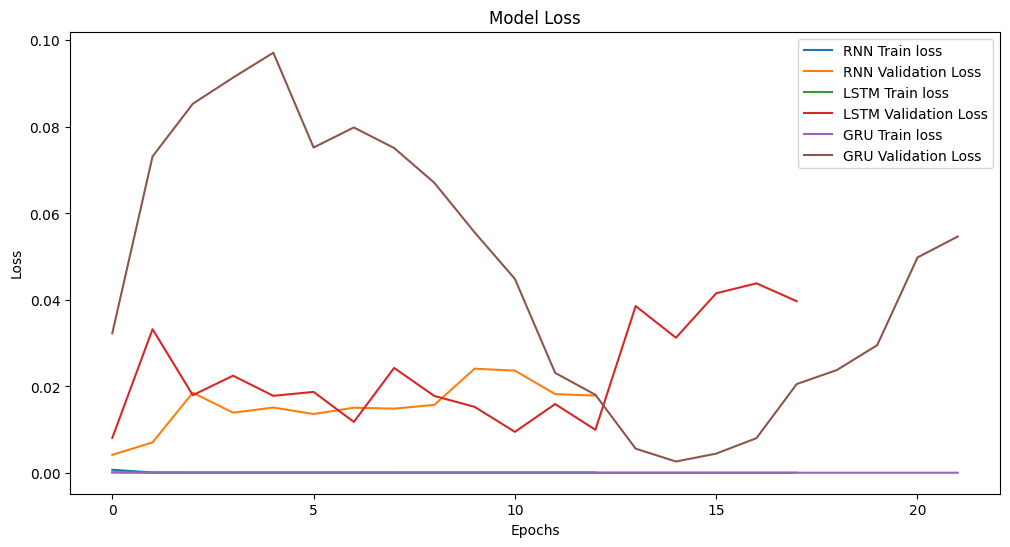 Model Loss
0.10
0.08
0.06
0.04
0.02
0.00
Loss
RNN Train loss
RNN Validation Loss
LSTM Train loss
LSTM Validation Loss
GRU Train loss
GRU Validation Loss
0 5 10 15 20
Epochs